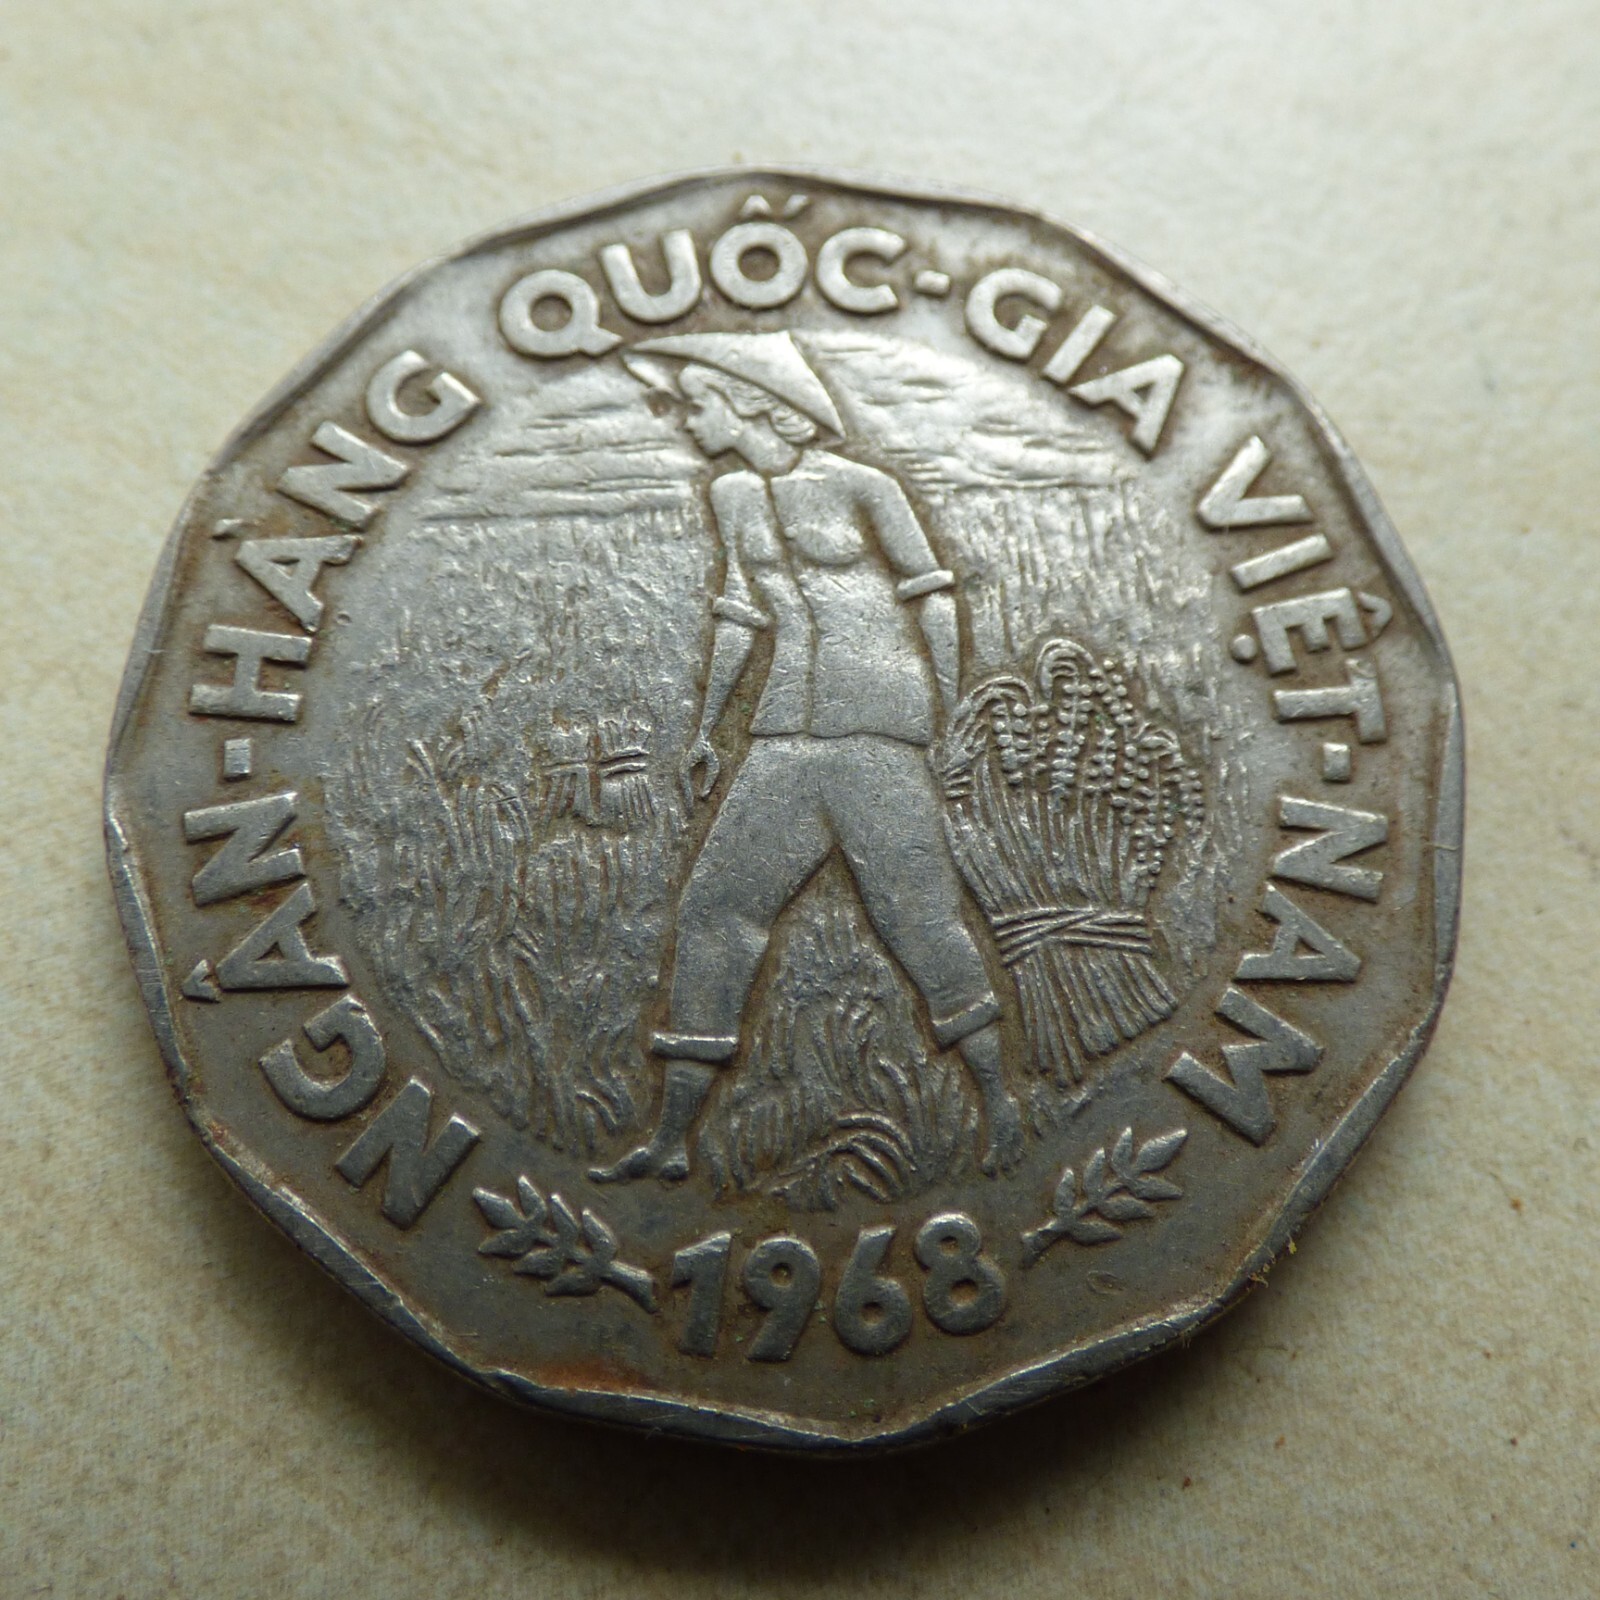 NGÂN-HÀNG QUỐC-GIA VIỆT-NAM
1968